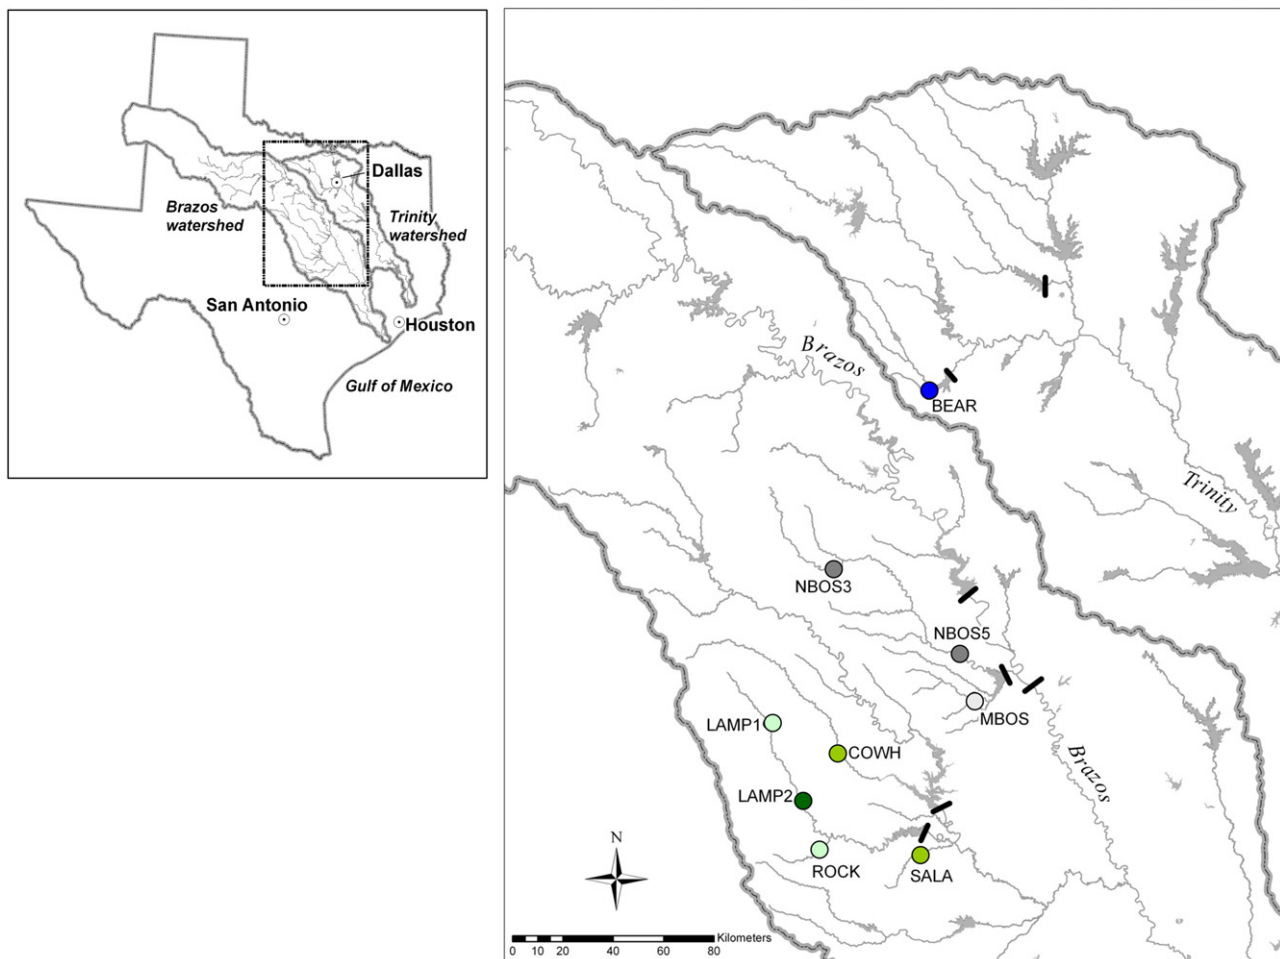 Dallas
Brazos
watershed
Trinity
watershed
San Antonio
Houston
Gulf of Mexico
Brazos
BEAR
Trinity
NBOS3
NBOS5
MBOS
LAMP1
COWH
Brazos
LAMP2
ROCK
SALA
N
Kilometers
0 10 20 40 60 80